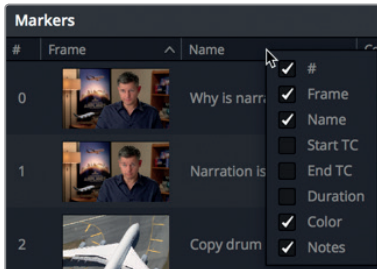 Markers
# Frame Name
0 Why is narr
1 Narration is
2 Copy drum
#
Frame
Name
Start TC
End TC
Duration
Color
Notes